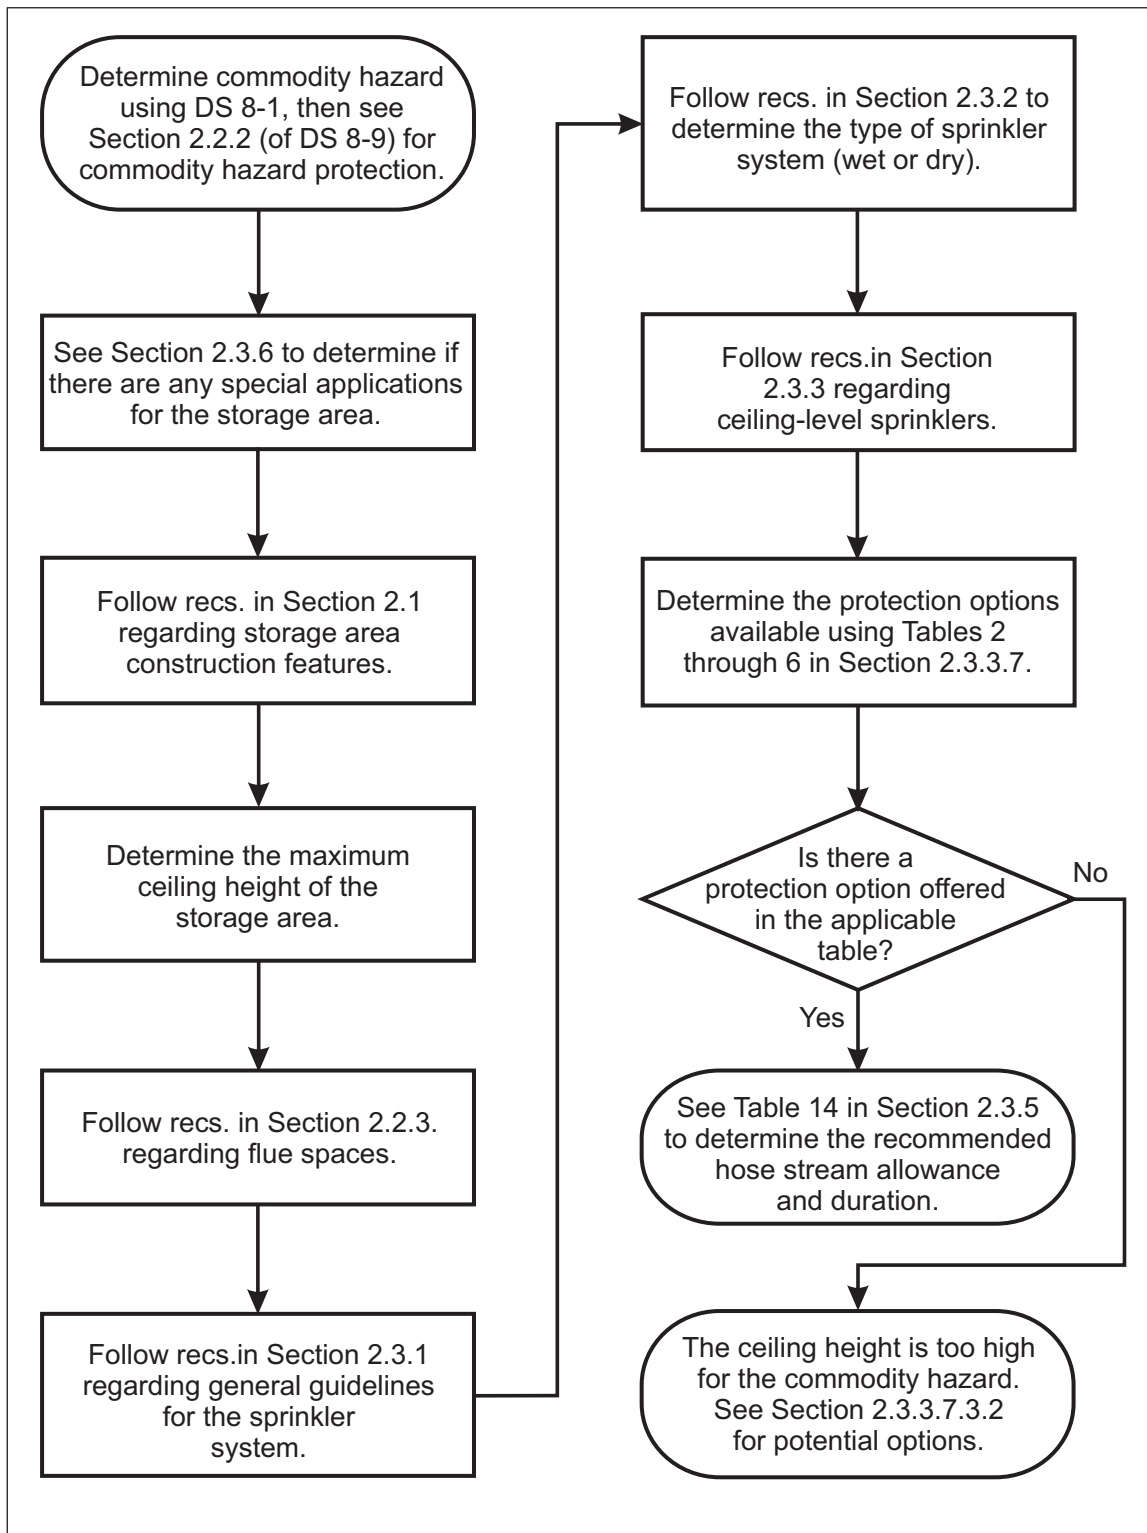 Determine commodity hazard
using DS 8-1, then see
Section 2.2.2 (of DS 8-9) for
commodity hazard protection.
See Section 2.3.6 to determine if
there are any special applications
for the storage area.
Follow recs. in Section 2.1
regarding storage area
construction features.
Determine the maximum
ceiling height of the
storage area.
Follow recs. in Section 2.2.3.
regarding flue spaces.
Follow recs.in Section 2.3.1
regarding general guidelines
for the sprinkler
system.
Follow recs. in Section 2.3.2 to
determine the type of sprinkler
system (wet or dry).
Follow recs.in Section
2.3.3 regarding
ceiling-level sprinklers.
Determine the protection options
available using Tables 2
through 6 in Section 2.3.3.7.
Is there a
protection option offered
in the applicable
table?
No
Yes
See Table 14 in Section 2.3.5
to determine the recommended
hose stream allowance
and duration.
The ceiling height is too high
for the commodity hazard.
See Section 2.3.3.7.3.2
for potential options.